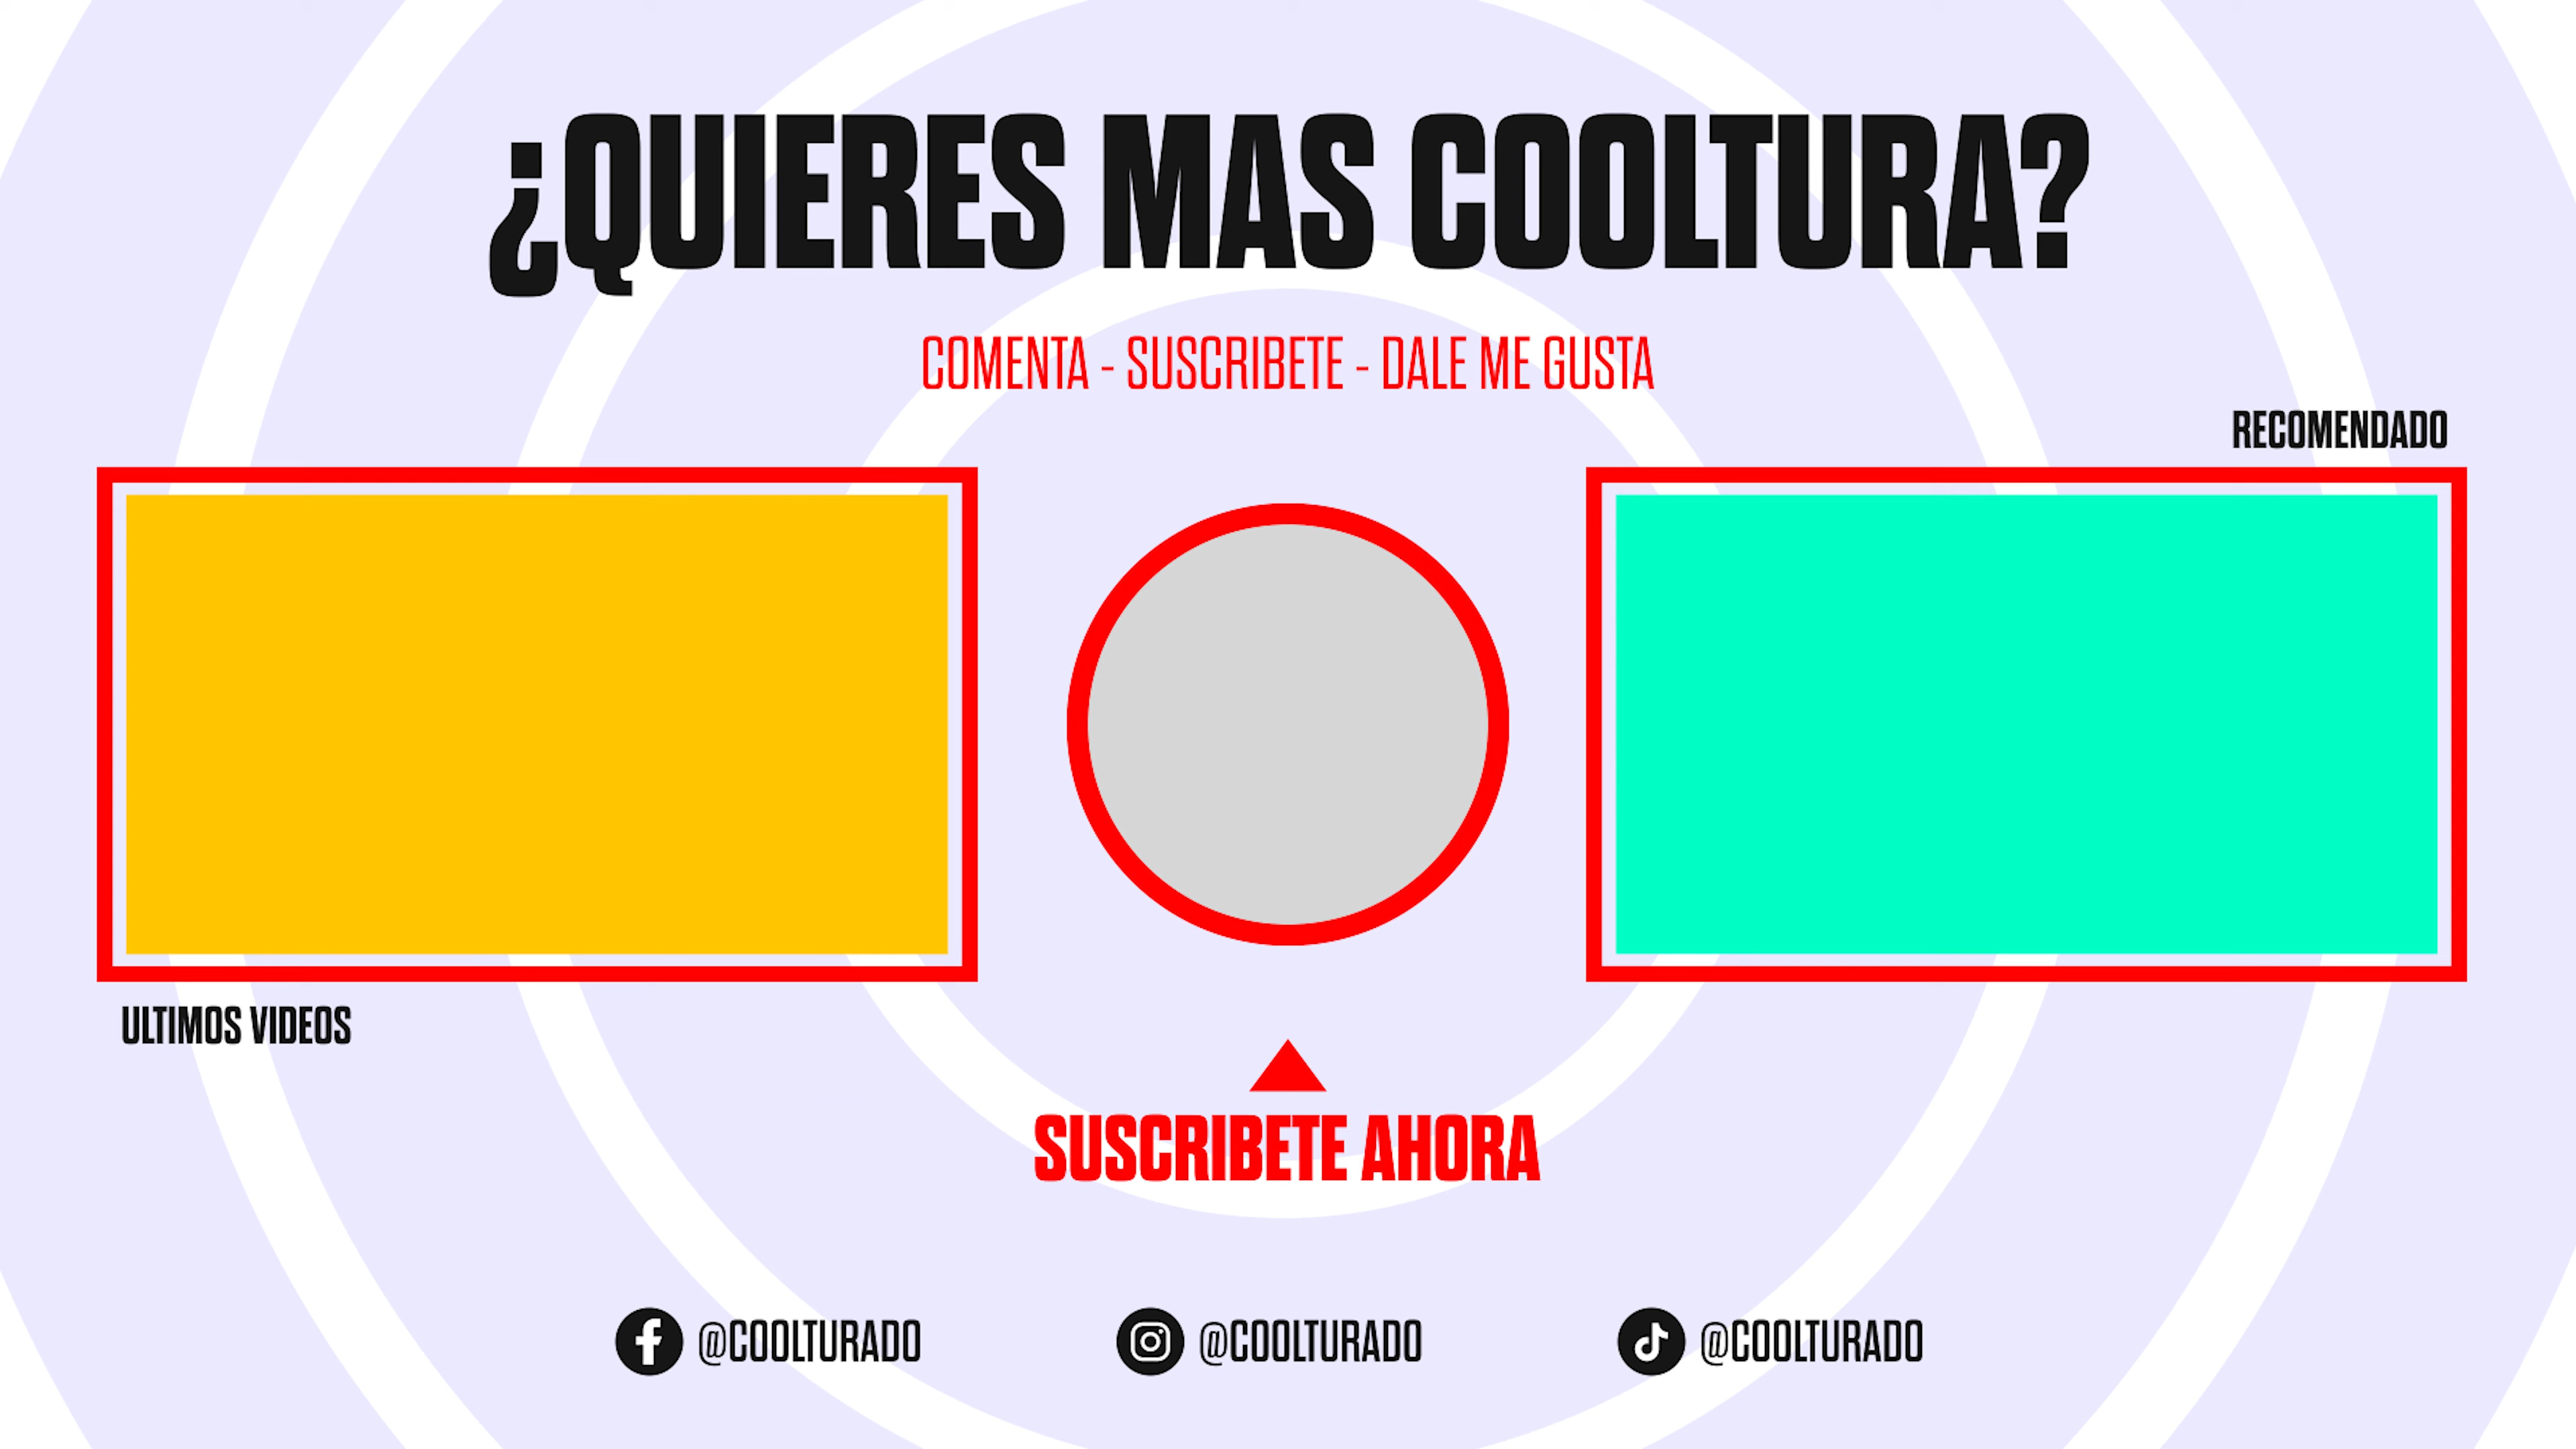 ¿QUIERES MAS COOLTURA?
COMENTA - SUSCRIBETE - DALE ME GUSTA
RECOMENDADO
ULTIMOS VIDEOS
SUSCRIBETE AHORA
@COOLTURADO
@COOLTURADO
@COOLTURADO